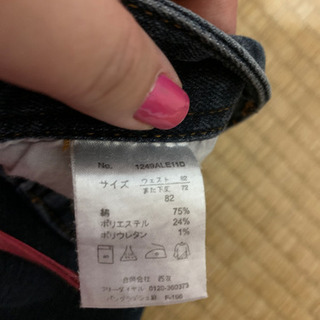 No. 1249ALE11D
サイズ ウェスト 82
また下丈 72
82
綿 75%
ポリエステル 24%
ポリウレタン 1%
合同会社 西友
フリーダイヤル 0120-360373